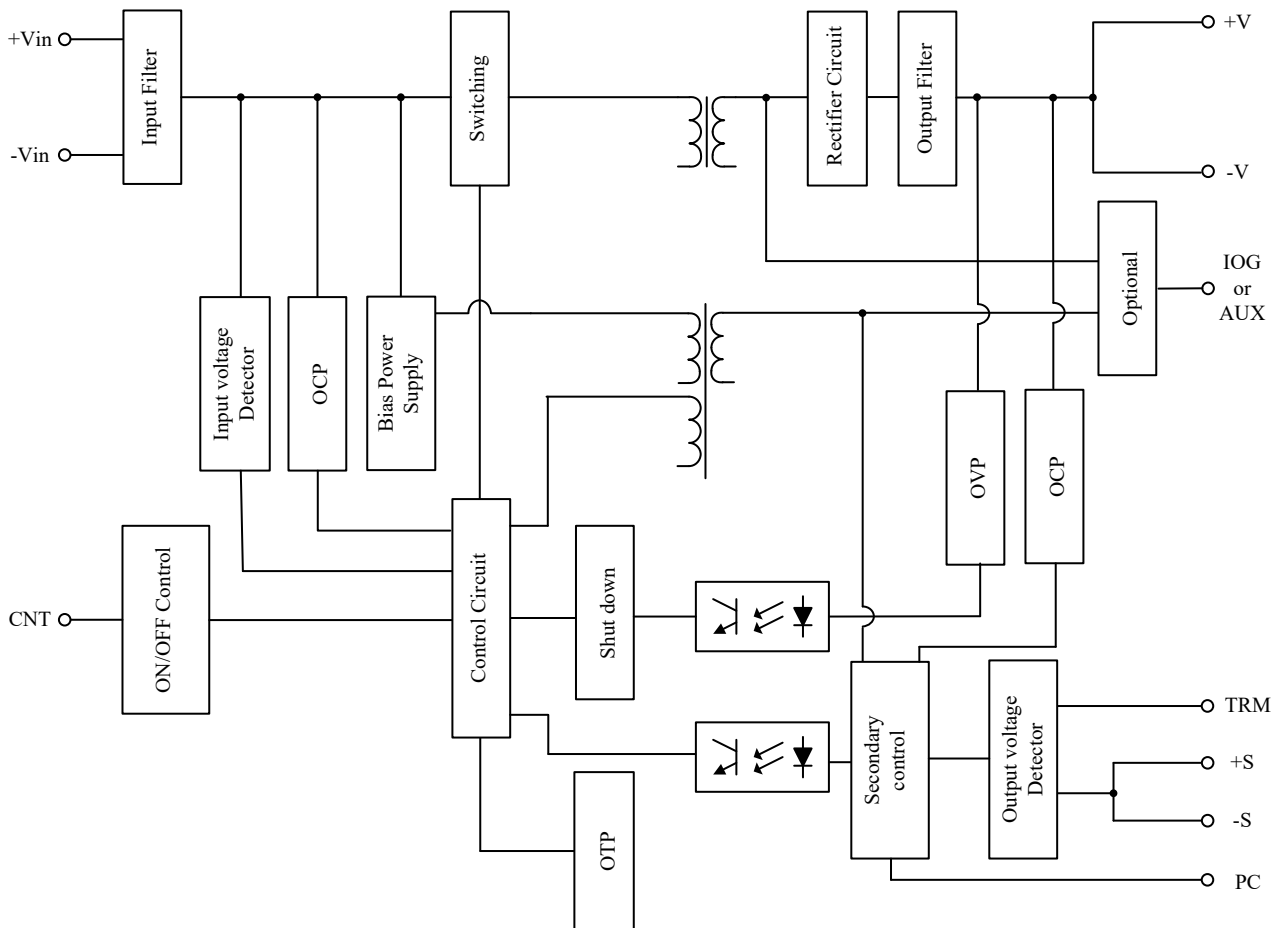 +Vin
-Vin
Input Filter
Switching
Rectifier Circuit
Output Filter
+V
-V
Optional
IOG
or
AUX
Input voltage
Detector
OCP
Bias Power
Supply
OVP
OCP
CNT
ON/OFF Control
Control Circuit
Shut down
Secondary
control
Output voltage
Detector
TRM
+S
-S
PC
OTP